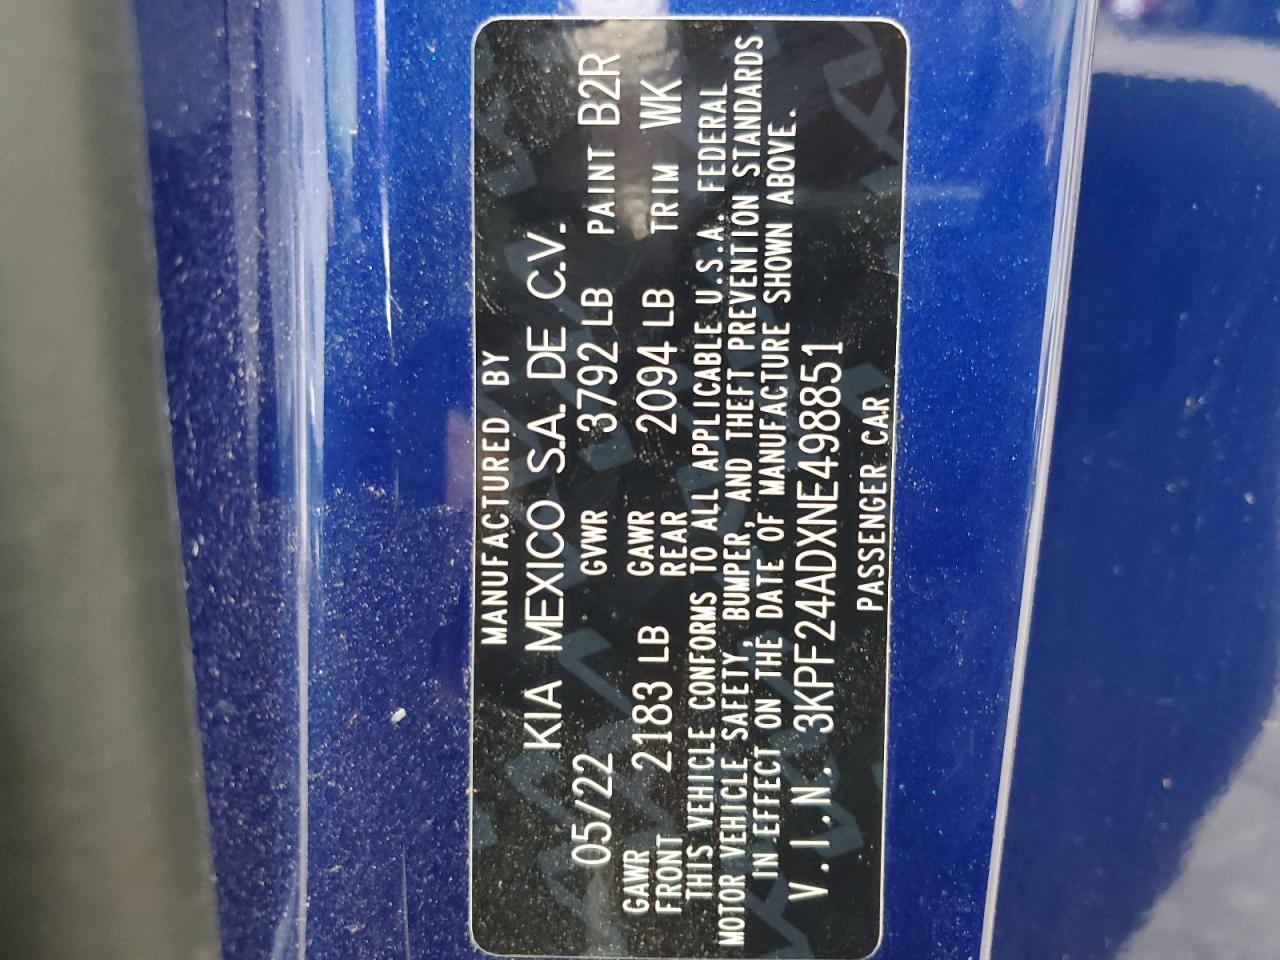 MANUFACTURED BY
KIA MEXICO S.A. DE C.V.
05/22 GVWR 3792 LB PAINT B2R
GAWR FRONT 2183 LB GAWR REAR 2094 LB TRIM WK
THIS VEHICLE CONFORMS TO ALL APPLICABLE U.S.A. FEDERAL
MOTOR VEHICLE SAFETY, BUMPER, AND THEFT PREVENTION STANDARDS
IN EFFECT ON THE DATE OF MANUFACTURE SHOWN ABOVE.
V.I.N. 3KPF24ADXNE498851
PASSENGER CAR